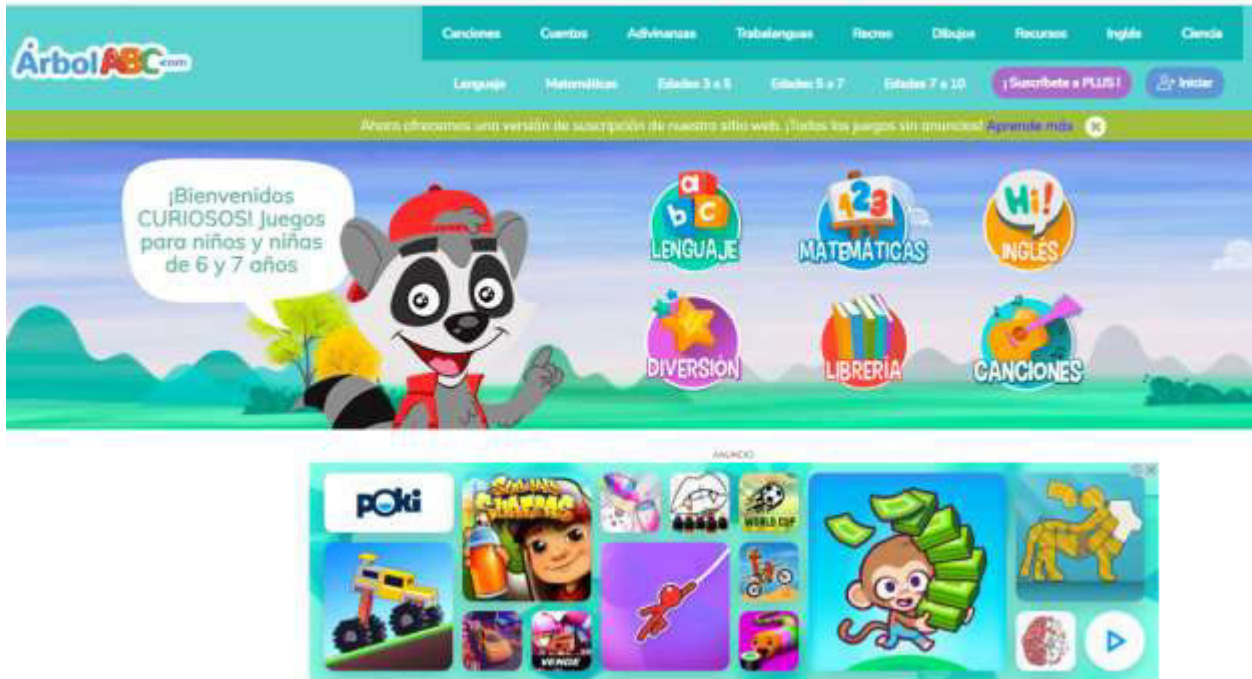 Canciones Cuentos Adivinanzas Trabalenguas Recreo Dibujos Recursos Inglés Ciencia
ÁrbolABC.com
Lenguaje Matemáticas Edades 3 a 5 Edades 5 a 7 Edades 7 a 10 ¡Suscríbete a PLUS! Iniciar
Ahora ofrecemos una versión de suscripción de nuestro sitio web. ¡Todos los juegos sin anuncios! Aprende más
¡Bienvenidos
CURIOSOS! Juegos
para niños y niñas
de 6 y 7 años
abc
LENGUAJE
123
MATEMÁTICAS
Hi!
INGLÉS
DIVERSIÓN
LIBRERÍA
CANCIONES
ANUNCIO
poki
SUBWAY
SURFERS
WORLD CUP
VENGE